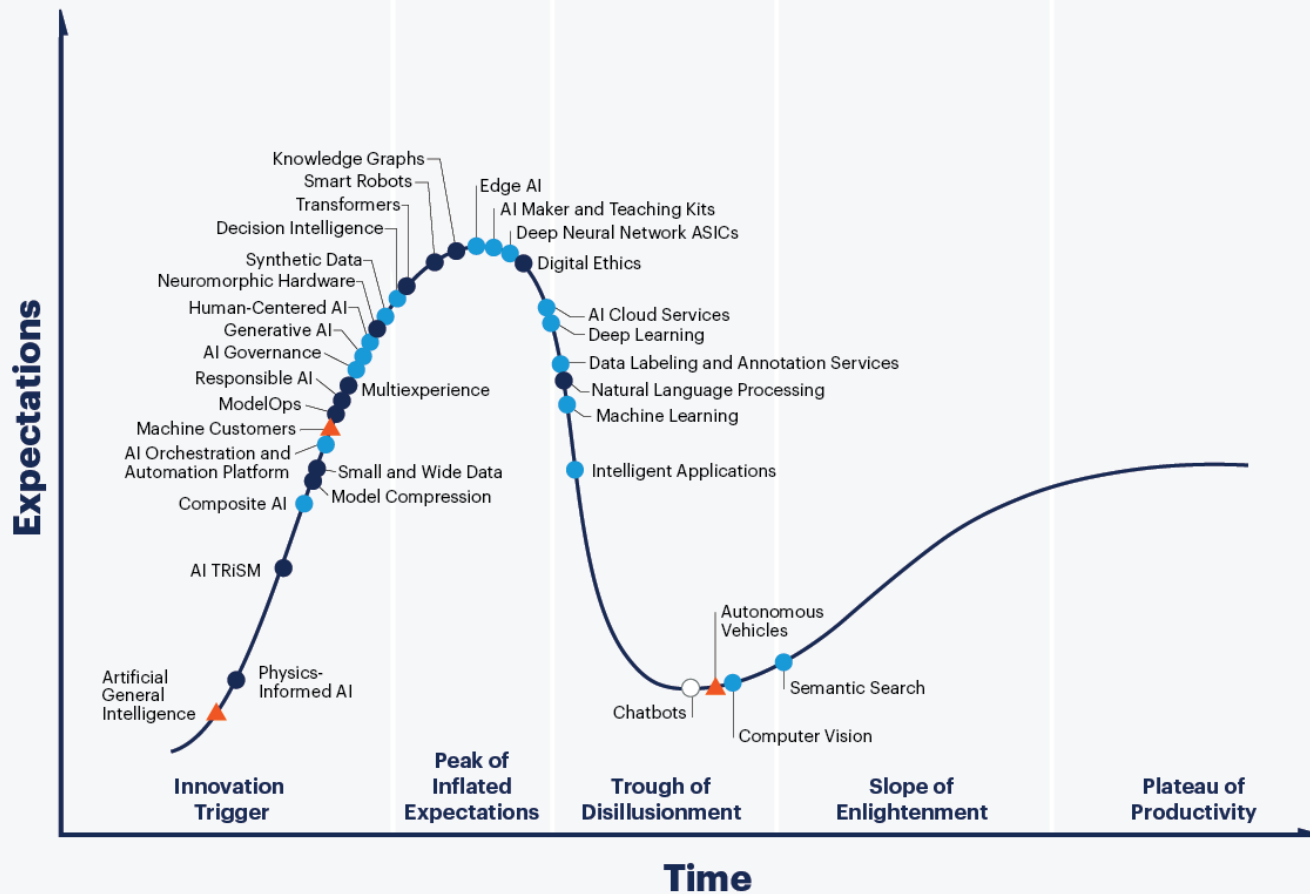 Expectations
Knowledge Graphs
Smart Robots
Transformers
Decision Intelligence
Synthetic Data
Neuromorphic Hardware
Human-Centered AI
Generative AI
AI Governance
Responsible AI
Multiexperience
ModelOps
Machine Customers
AI Orchestration and
Automation Platform
Small and Wide Data
Model Compression
Composite AI
AI TRiSM
Physics-
Informed AI
Artificial
General
Intelligence
Edge AI
AI Maker and Teaching Kits
Deep Neural Network ASICs
Digital Ethics
AI Cloud Services
Deep Learning
Data Labeling and Annotation Services
Natural Language Processing
Machine Learning
Intelligent Applications
Autonomous
Vehicles
Chatbots
Computer Vision
Semantic Search
Innovation
Trigger
Peak of
Inflated
Expectations
Trough of
Disillusionment
Slope of
Enlightenment
Plateau of
Productivity
Time